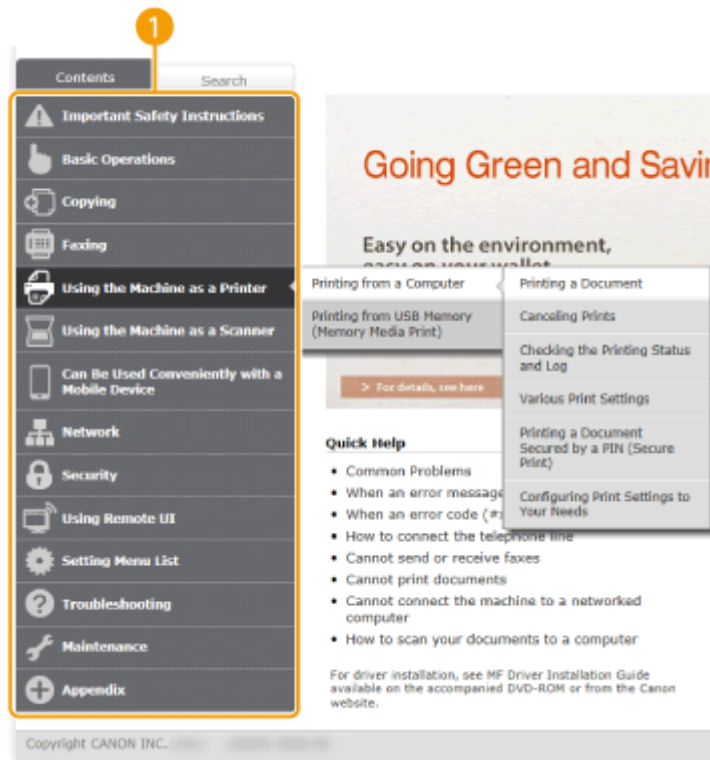 1
Contents
Search
Important Safety Instructions
Basic Operations
Copying
Faxing
Using the Machine as a Printer
Using the Machine as a Scanner
Can Be Used Conveniently with a
Mobile Device
Network
Security
Using Remote UI
Setting Menu List
Troubleshooting
Maintenance
Appendix
Going Green and Savi
Easy on the environment,
easy on your wallet
Printing from a Computer
Printing from USB Memory
(Memory Media Print)
Printing a Document
Canceling Prints
Checking the Printing Status
and Log
Various Print Settings
Printing a Document
Secured by a PIN (Secure
Print)
Configuring Print Settings to
Your Needs
> For details, see here
Quick Help
• Common Problems
• When an error message
• When an error code (#
• How to connect the telephone line
• Cannot send or receive faxes
• Cannot print documents
• Cannot connect the machine to a networked
computer
• How to scan your documents to a computer
For driver installation, see MF Driver Installation Guide
available on the accompanied DVD-ROM or from the Canon
website.
Copyright CANON INC.